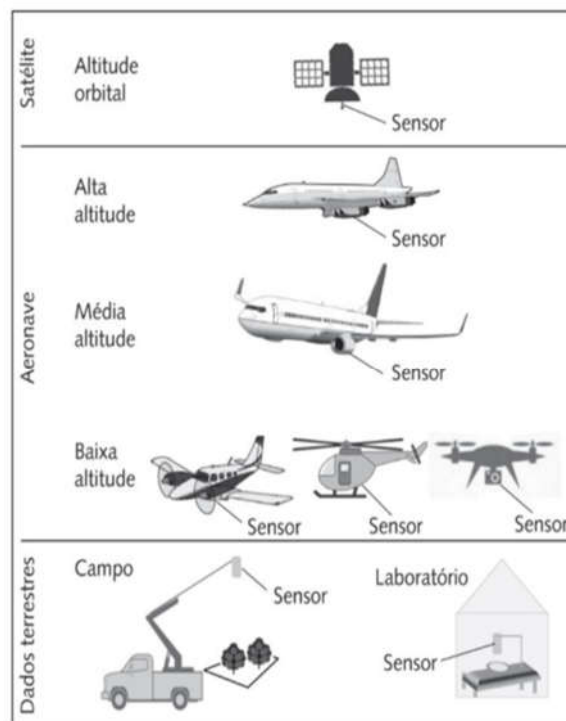 Satélite
Altitude
orbital
Sensor
Aeronave
Alta
altitude
Sensor
Média
altitude
Sensor
Baixa
altitude
Sensor
Sensor
Sensor
Dados terrestres
Campo
Sensor
Laboratório
Sensor